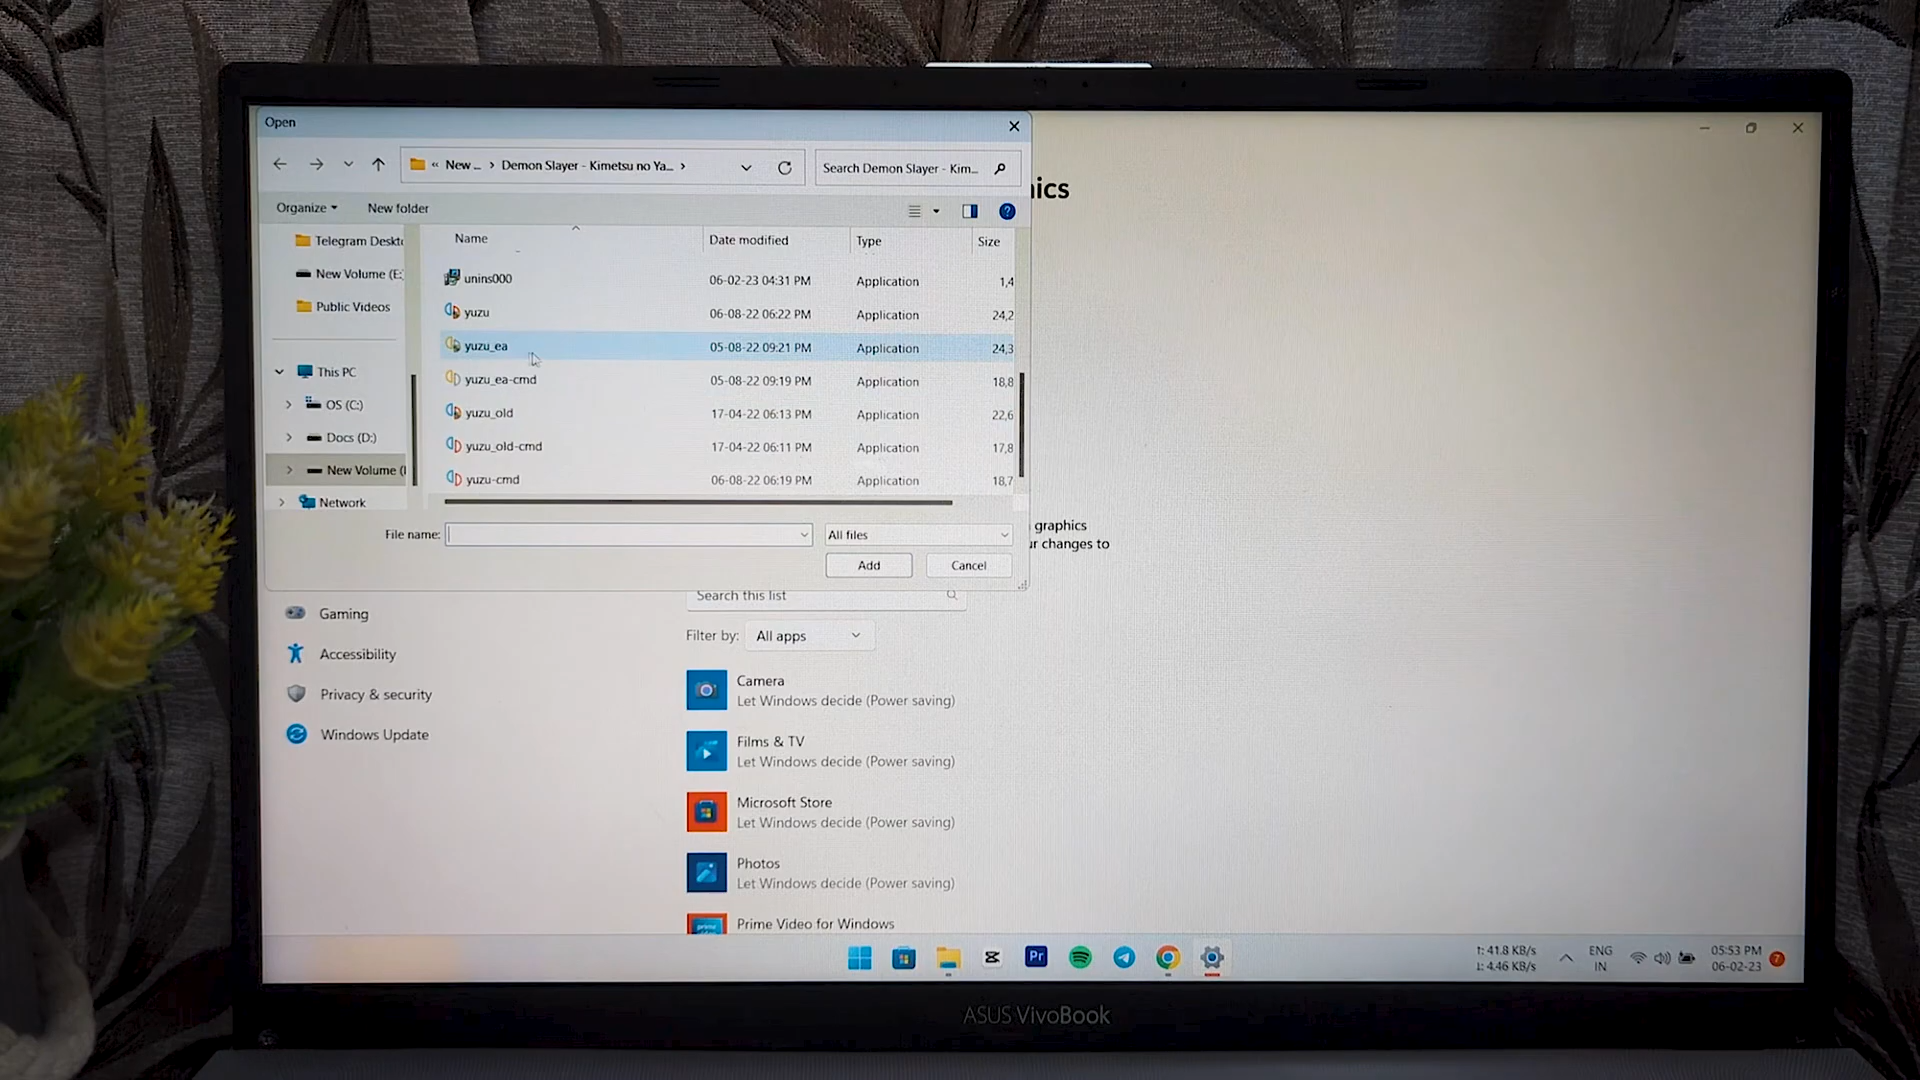 Open
« New ... > Demon Slayer - Kimetsu no Ya... >
Search Demon Slayer - Kim...
Organize
New folder
Name
Date modified
Type
Size
Telegram Deskt
New Volume (E:
Public Videos
This PC
OS (C:)
Docs (D:)
New Volume (
Network
unins000 06-02-23 04:31 PM Application 1,4
yuzu 06-08-22 06:22 PM Application 24,2
yuzu_ea 05-08-22 09:21 PM Application 24,3
yuzu_ea-cmd 05-08-22 09:19 PM Application 18,8
yuzu_old 17-04-22 06:13 PM Application 22,6
yuzu_old-cmd 17-04-22 06:11 PM Application 17,8
yuzu-cmd 06-08-22 06:19 PM Application 18,7
File name:
All files
Add
Cancel
ics
graphics
ur changes to
Gaming
Accessibility
Privacy & security
Windows Update
Search this list
Filter by: All apps
Camera
Let Windows decide (Power saving)
Films & TV
Let Windows decide (Power saving)
Microsoft Store
Let Windows decide (Power saving)
Photos
Let Windows decide (Power saving)
prime
Prime Video for Windows
Pr
↑: 41.8 KB/s
↓: 4.46 KB/s
ENG
IN
05:53 PM
06-02-23
7
ASUS VivoBook